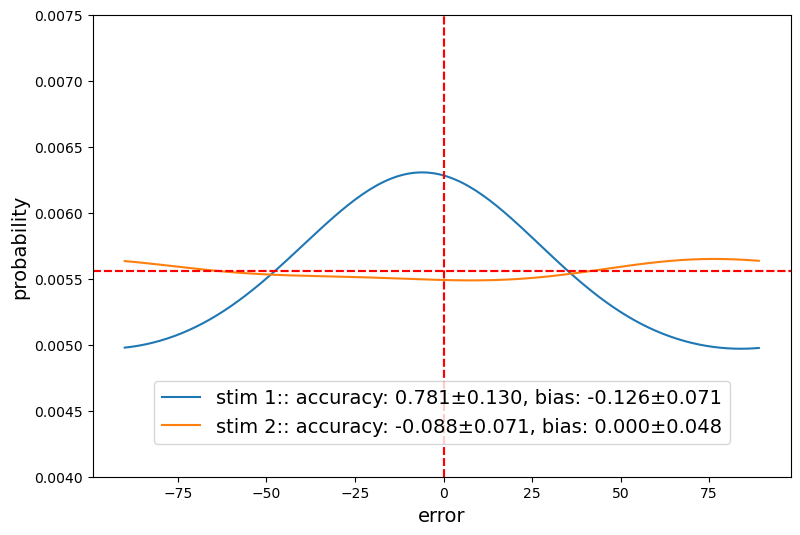 0.0075
0.0070
0.0065
0.0060
0.0055
0.0050
0.0045
0.0040
probability
stim 1:: accuracy: 0.781±0.130, bias: -0.126±0.071
stim 2:: accuracy: -0.088±0.071, bias: 0.000±0.048
−75 −50 −25 0 25 50 75
error